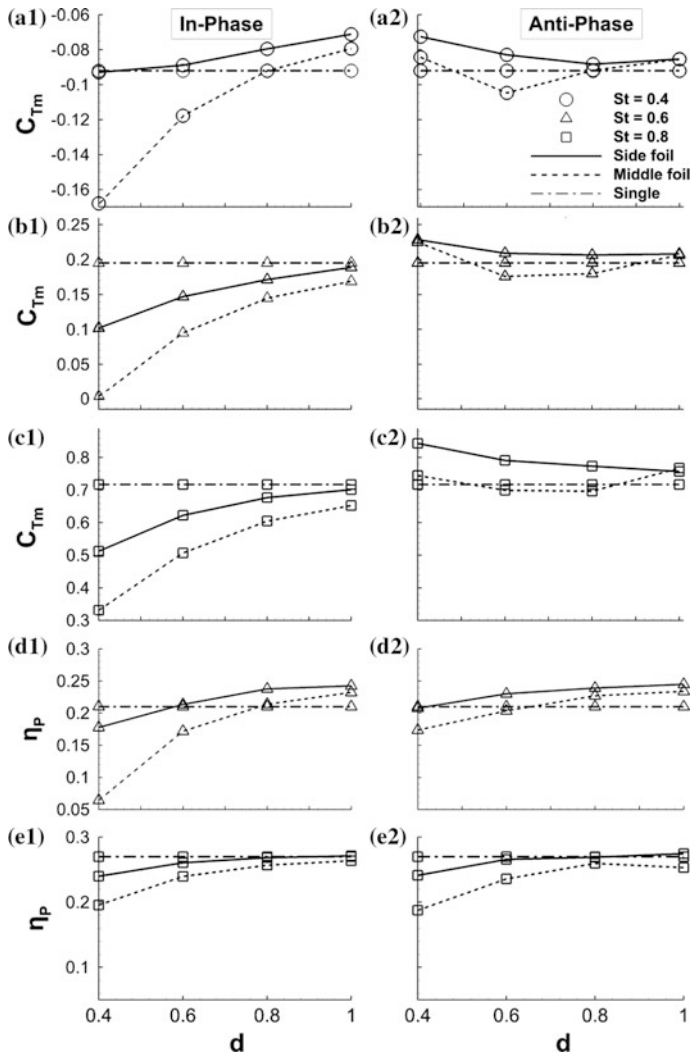 (a1) In-Phase
-0.06
-0.08
-0.1
-0.12
-0.14
-0.16
C_Tm
(a2) Anti-Phase
St = 0.4
St = 0.6
St = 0.8
Side foil
Middle foil
Single
(b1)
0.25
0.2
0.15
0.1
0.05
0
C_Tm
(b2)
(c1)
0.8
0.7
0.6
0.5
0.4
0.3
C_Tm
(c2)
(d1)
0.3
0.25
0.2
0.15
0.1
0.05
η_P
(d2)
(e1)
0.3
0.2
0.1
η_P
(e2)
0.4 0.6 0.8 1
d
0.4 0.6 0.8 1
d